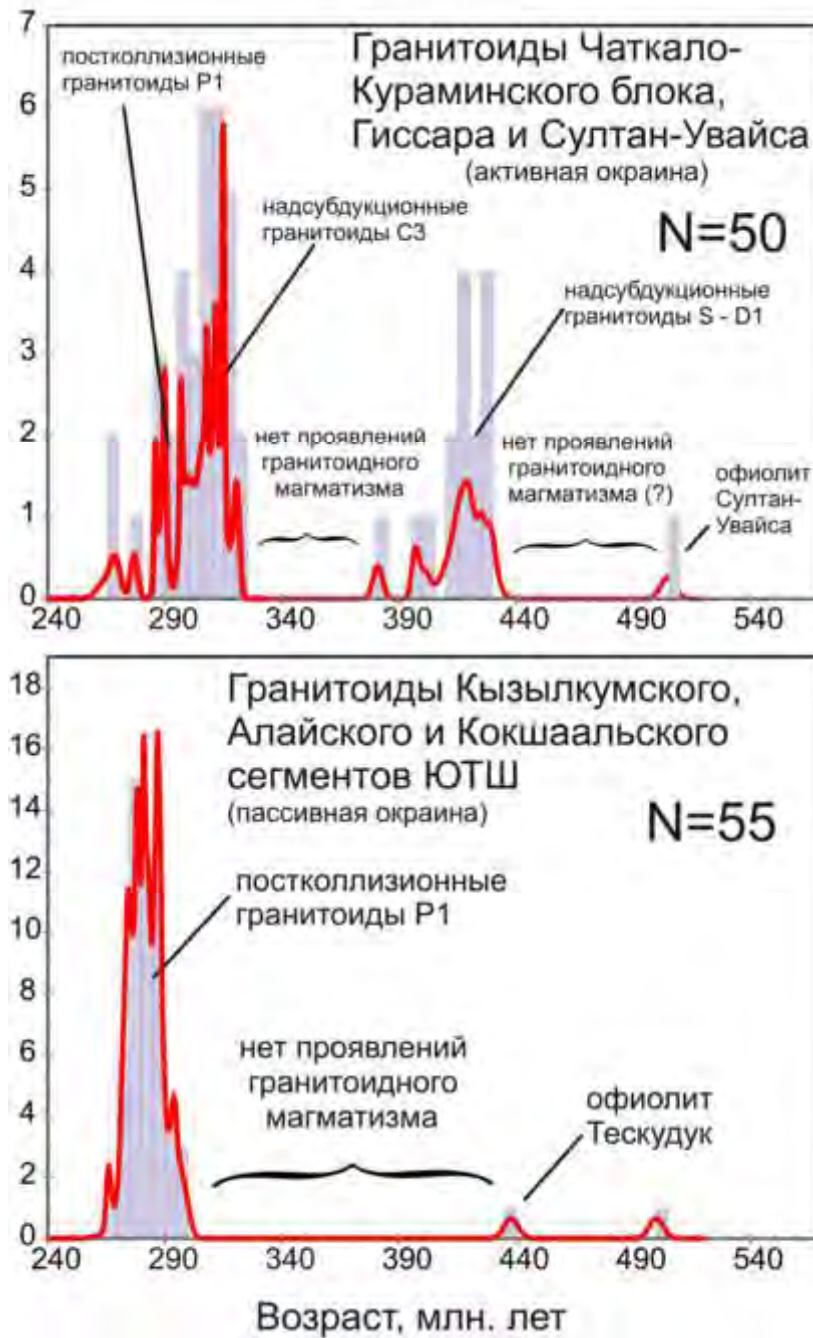 7
6
5
4
3
2
1
0
постколлизионные
гранитоиды P1
Гранитоиды Чаткало-
Кураминского блока,
Гиссара и Султан-Увайса
(активная окраина)
N=50
надсубдукционные
гранитоиды C3
надсубдукционные
гранитоиды S - D1
нет проявлений
гранитоидного
магматизма
нет проявлений
гранитоидного
магматизма (?)
офиолит
Султан-
Увайса
240 290 340 390 440 490 540
18
16
14
12
10
8
6
4
2
0
Гранитоиды Кызылкумского,
Алайского и Кокшаальского
сегментов ЮТШ
(пассивная окраина)
N=55
постколлизионные
гранитоиды P1
нет проявлений
гранитоидного
магматизма
офиолит
Тескудук
240 290 340 390 440 490 540
Возраст, млн. лет